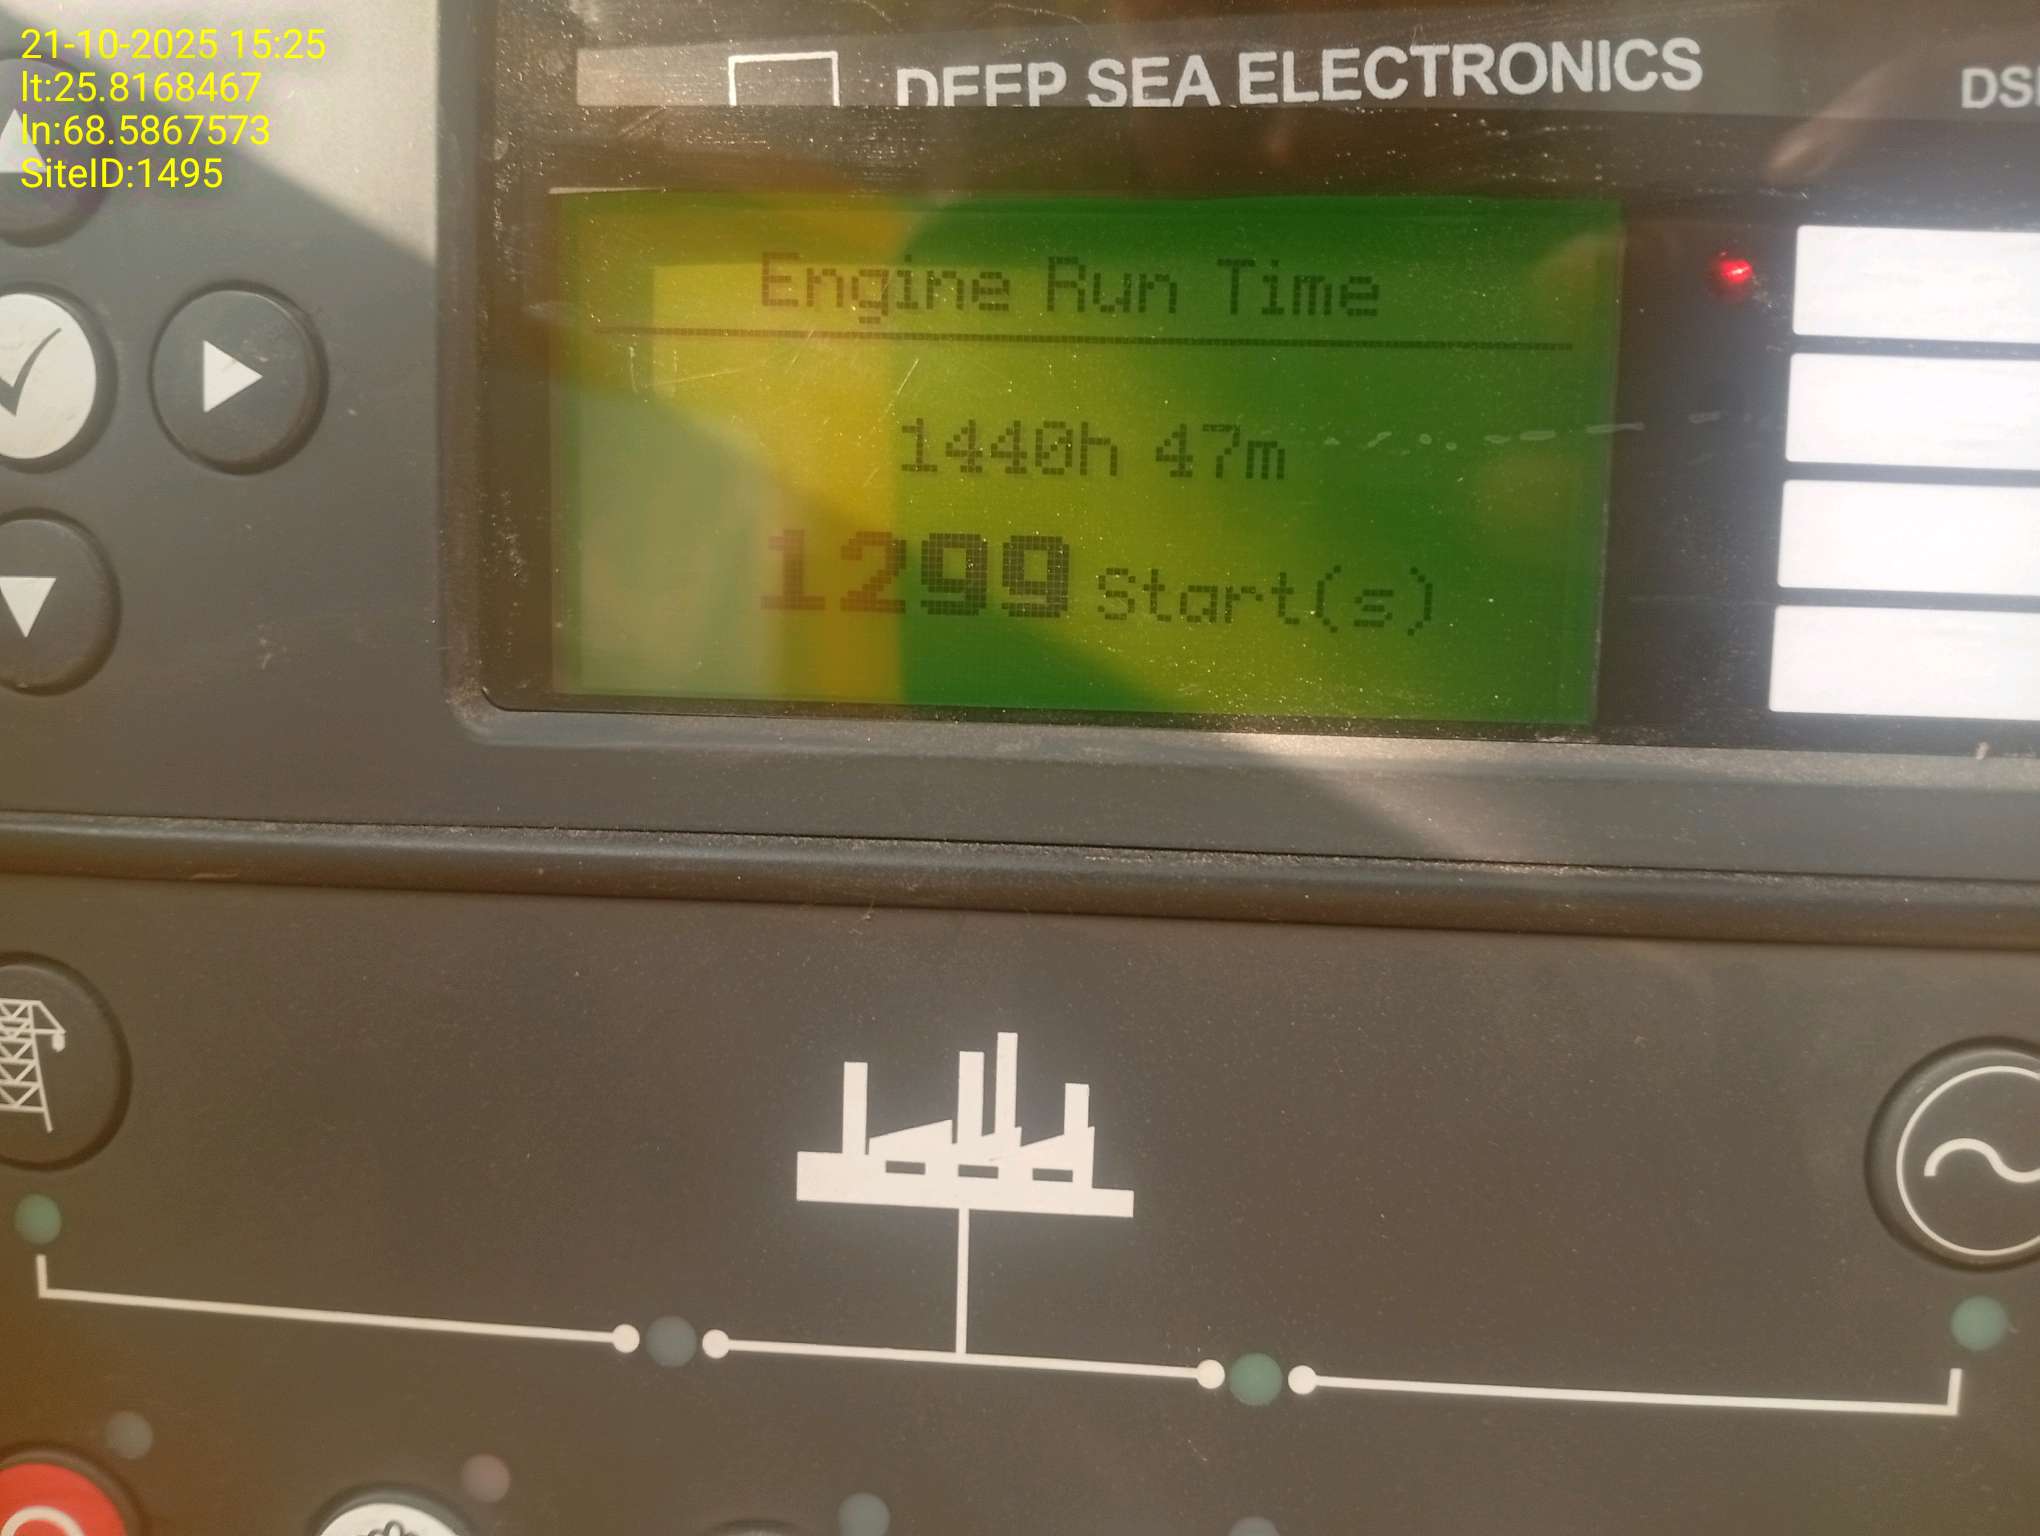 21-10-2025 15:25
lt:25.8168467
ln:68.5867573
SiteID:1495
DEEP SEA ELECTRONICS
Engine Run Time
1440h 47m
1299 Start(s)